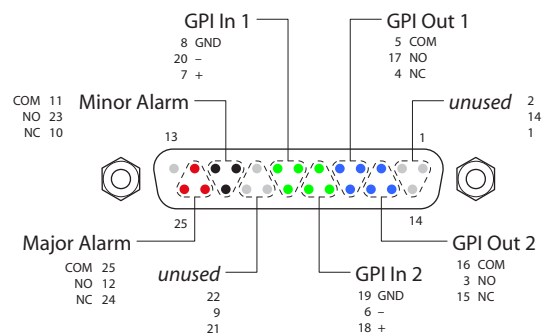 GPI In 1
8 GND
20 –
7 +
GPI Out 1
5 COM
17 NO
4 NC
COM 11
NO 23
NC 10
Minor Alarm
unused
2
14
1
13
1
25
14
Major Alarm
COM 25
NO 12
NC 24
unused
22
9
21
GPI In 2
19 GND
6 –
18 +
GPI Out 2
16 COM
3 NO
15 NC